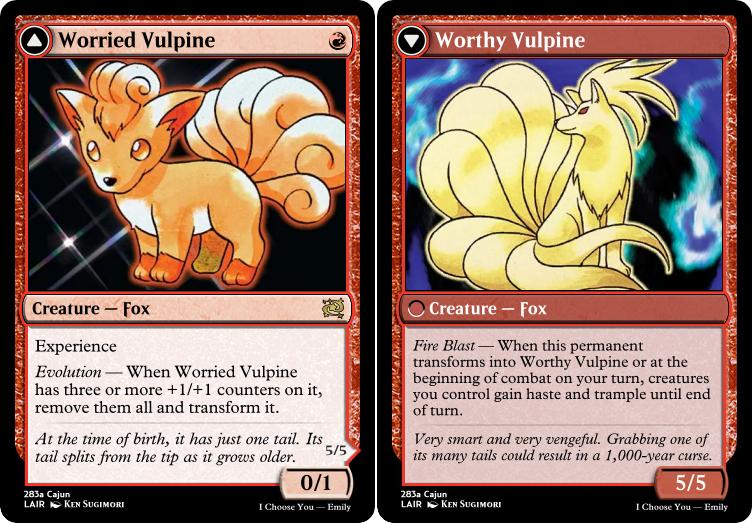 Worried Vulpine
Creature — Fox
Experience
Evolution — When Worried Vulpine
has three or more +1/+1 counters on it,
remove them all and transform it.
At the time of birth, it has just one tail. Its
tail splits from the tip as it grows older.
5/5
0/1
283a Cajun
LAIR Ken Sugimori
I Choose You — Emily
Worthy Vulpine
Creature — Fox
Fire Blast — When this permanent
transforms into Worthy Vulpine or at the
beginning of combat on your turn, creatures
you control gain haste and trample until end
of turn.
Very smart and very vengeful. Grabbing one of
its many tails could result in a 1,000-year curse.
5/5
283a Cajun
LAIR Ken Sugimori
I Choose You — Emily